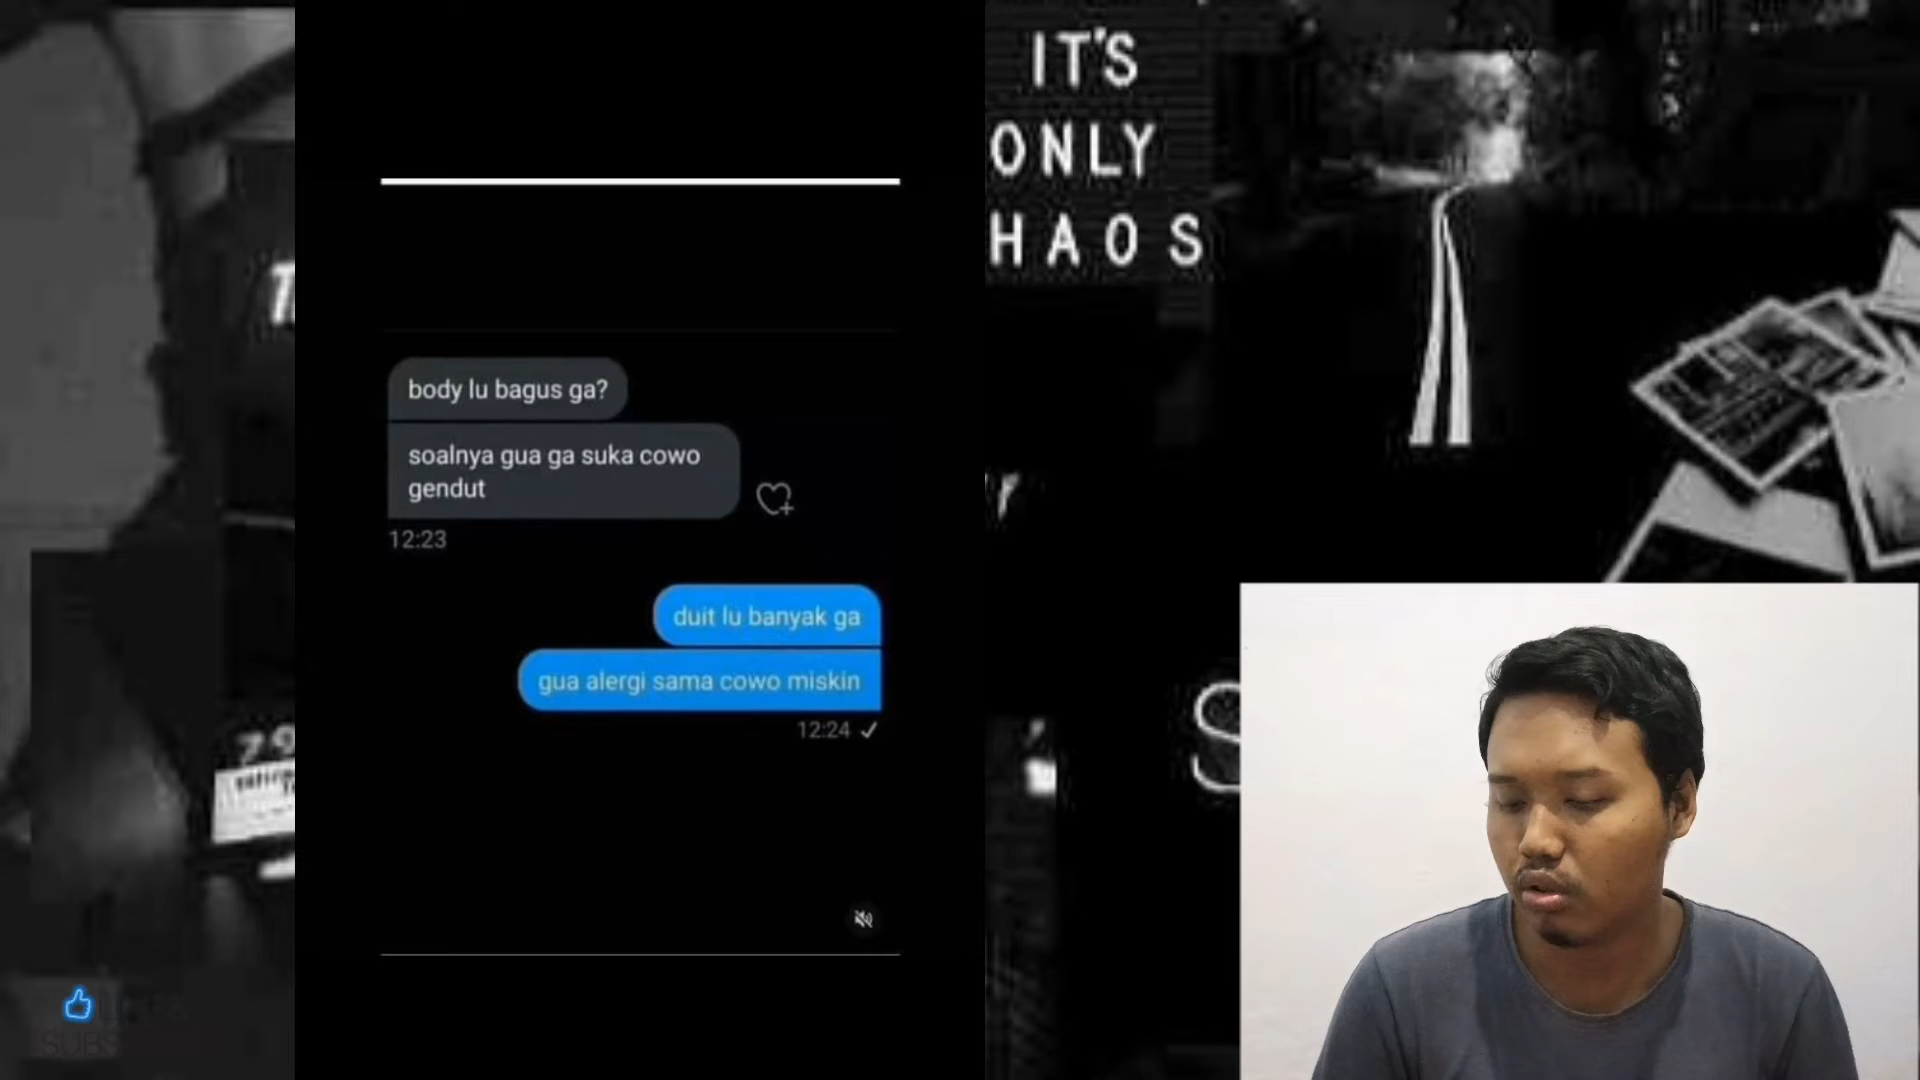 IT'S
ONLY
HAOS
body lu bagus ga?
soalnya gua ga suka cowo
gendut
12:23
duit lu banyak ga
gua alergi sama cowo miskin
12:24
S
SUBS